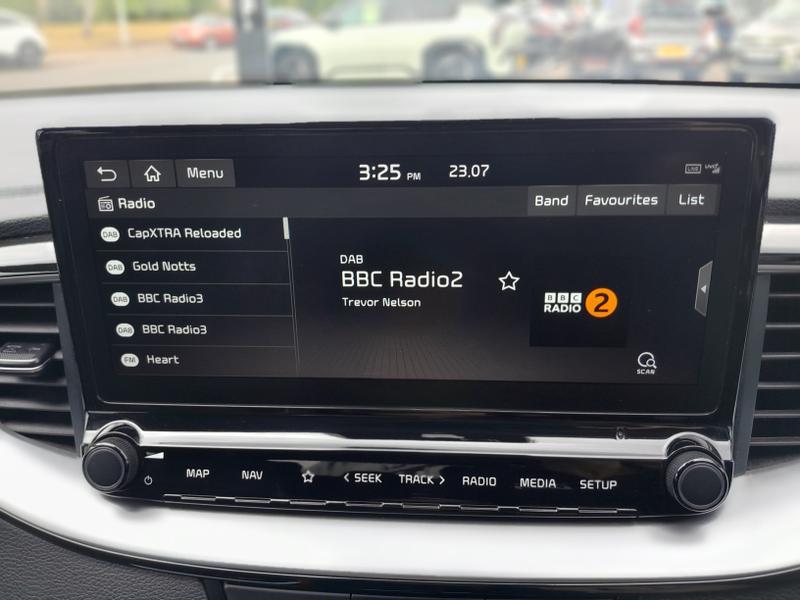 Menu
3:25 PM
23.07
Radio
Band
Favourites
List
DAB CapXTRA Reloaded
DAB Gold Notts
DAB BBC Radio3
DAB BBC Radio3
FM Heart
DAB
BBC Radio2
Trevor Nelson
BBC
RADIO 2
SCAN
MAP
NAV
< SEEK
TRACK >
RADIO
MEDIA
SETUP